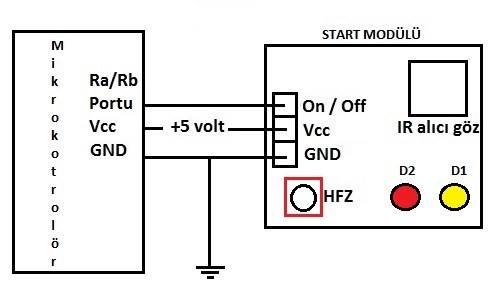 Mikrokotrolör
Ra/Rb
Portu
Vcc
GND
+5 volt
START MODÜLÜ
On / Off
Vcc
GND
IR alıcı göz
HFZ
D2
D1